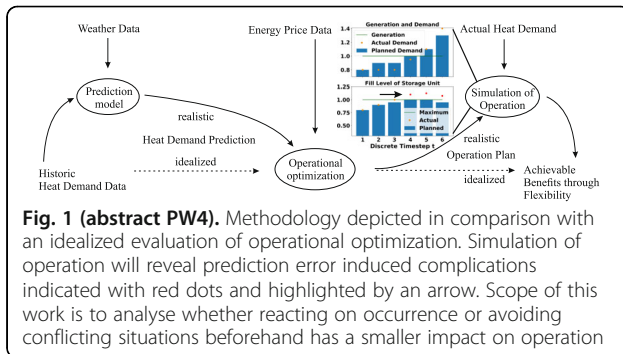 Weather Data
Energy Price Data
Actual Heat Demand
Generation and Demand
Generation
Actual Demand
Planned Demand
1.4
1.2
1.0
0.8
Fill Level of Storage Unit
1.25
1.00
0.75
0.50
Maximum
Actual
Planned
1 2 3 4 5 6
Discrete Timestep t
Prediction
model
Simulation of
Operation
realistic
Heat Demand Prediction
idealized
Operational
optimization
realistic
Operation Plan
idealized
Historic
Heat Demand Data
Achievable
Benefits through
Flexibility
Fig. 1 (abstract PW4). Methodology depicted in comparison with
an idealized evaluation of operational optimization. Simulation of
operation will reveal prediction error induced complications
indicated with red dots and highlighted by an arrow. Scope of this
work is to analyse whether reacting on occurrence or avoiding
conflicting situations beforehand has a smaller impact on operation